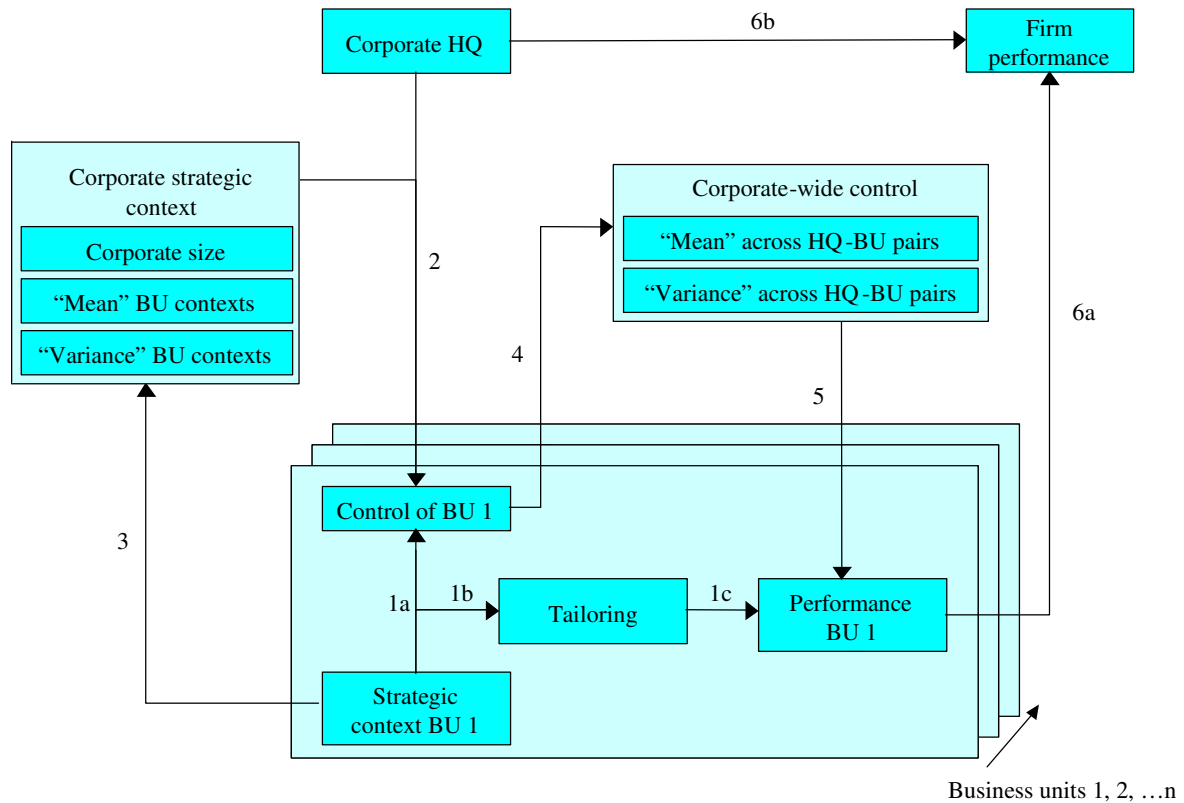 Corporate HQ
6b
Firm
performance
Corporate strategic
context
Corporate size
“Mean” BU contexts
“Variance” BU contexts
2
Corporate-wide control
“Mean” across HQ-BU pairs
“Variance” across HQ-BU pairs
4
5
6a
3
Control of BU 1
1a
1b
Tailoring
1c
Performance
BU 1
Strategic
context BU 1
Business units 1, 2, …n